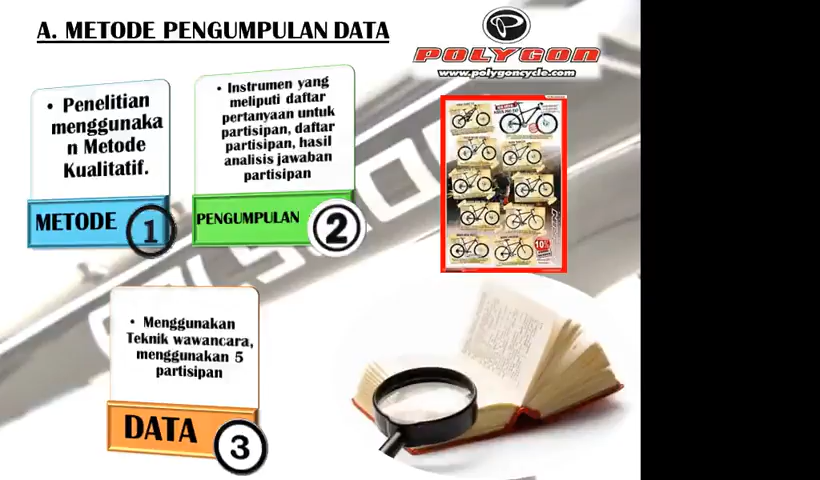 A. METODE PENGUMPULAN DATA
POLYGON
www.polygoncycle.com
• Penelitian
menggunaka
n Metode
Kualitatif.
METODE 1
• Instrumen yang
meliputi daftar
pertanyaan untuk
partisipan, daftar
partisipan, hasil
analisis jawaban
partisipan
PENGUMPULAN 2
10%
• Menggunakan
Teknik wawancara,
menggunakan 5
partisipan
DATA 3